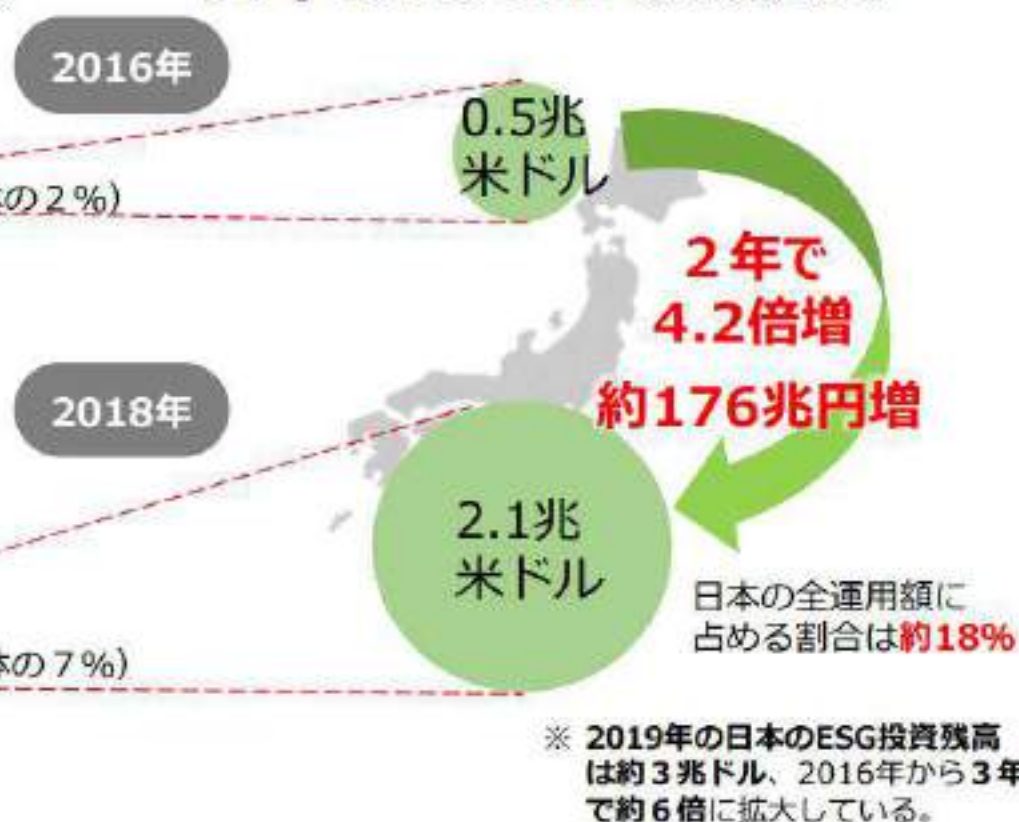 2016年
0.5兆
米ドル
の2%)
2年で
4.2倍増
約176兆円増
2018年
2.1兆
米ドル
日本の全運用額に
占める割合は約18%
体の7%)
※ 2019年の日本のESG投資残高
は約3兆ドル、2016年から3年
で約6倍に拡大している。